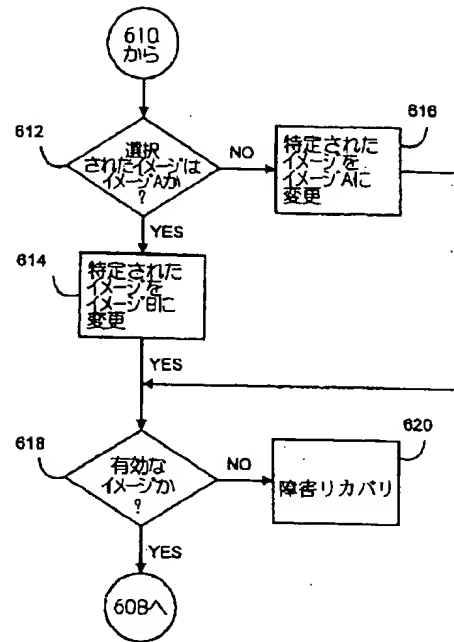 610
から
612
選択
されたイメージは
イメージAか
?
NO
616
特定された
イメージを
イメージAに
変更
YES
614
特定された
イメージを
イメージBに
変更
YES
618
有効な
イメージか
?
NO
620
障害リカバリ
YES
608へ